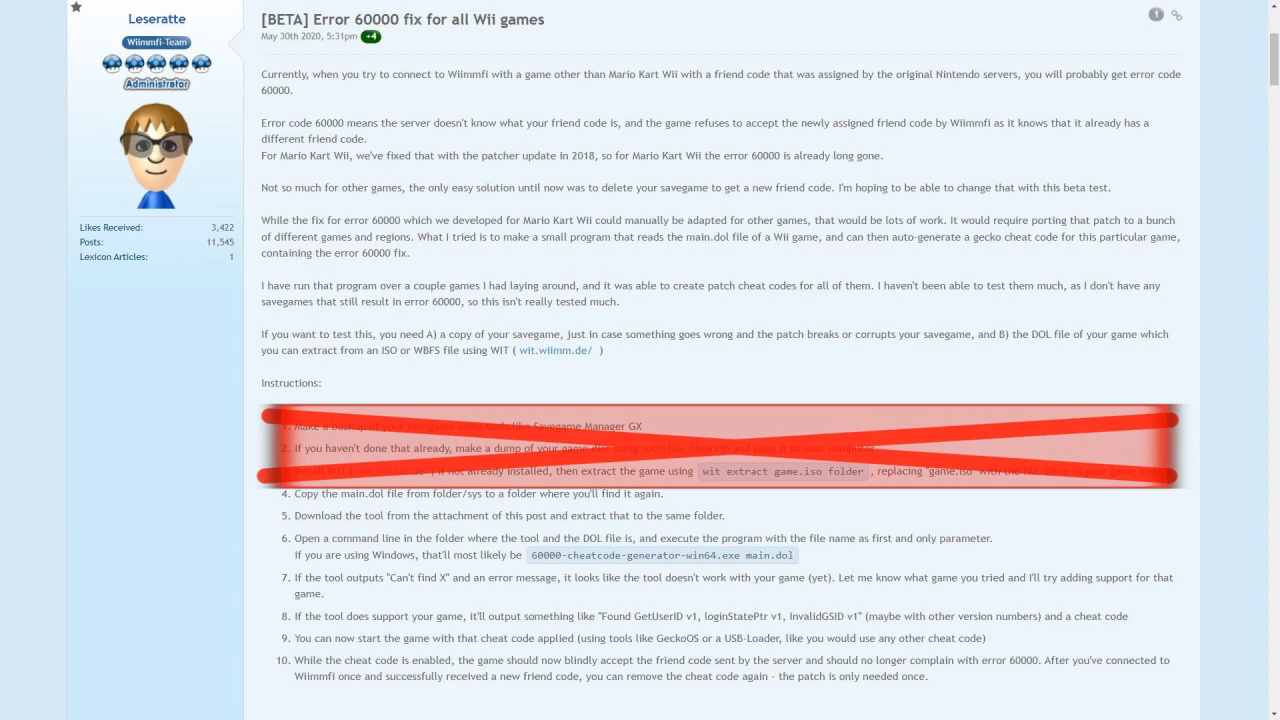 Leseratte
Wiimmfi-Team
Administrator
Likes Received: 3,422
Posts: 11,545
Lexicon Articles: 1
[BETA] Error 60000 fix for all Wii games
1
May 30th 2020, 5:31pm +4
Currently, when you try to connect to Wiimmfi with a game other than Mario Kart Wii with a friend code that was assigned by the original Nintendo servers, you will probably get error code
60000.
Error code 60000 means the server doesn't know what your friend code is, and the game refuses to accept the newly assigned friend code by Wiimmfi as it knows that it already has a
different friend code.
For Mario Kart Wii, we've fixed that with the patcher update in 2018, so for Mario Kart Wii the error 60000 is already long gone.
Not so much for other games, the only easy solution until now was to delete your savegame to get a new friend code. I'm hoping to be able to change that with this beta test.
While the fix for error 60000 which we developed for Mario Kart Wii could manually be adapted for other games, that would be lots of work. It would require porting that patch to a bunch
of different games and regions. What I tried is to make a small program that reads the main.dol file of a Wii game, and can then auto-generate a gecko cheat code for this particular game,
containing the error 60000 fix.
I have run that program over a couple games I had laying around, and it was able to create patch cheat codes for all of them. I haven't been able to test them much, as I don't have any
savegames that still result in error 60000, so this isn't really tested much.
If you want to test this, you need A) a copy of your savegame, just in case something goes wrong and the patch breaks or corrupts your savegame, and B) the DOL file of your game which
you can extract from an ISO or WBFS file using WIT ( wit.wiimm.de/ )
Instructions:
1. Make a backup of your savegame using tools like Savegame Manager GX
2. If you haven't done that already, make a dump of your game disc using tools like CleanRip and copy it to your computer
if not already installed, then extract the game using wit extract game.iso folder , replacing "game.iso" with the file name of your game
4. Copy the main.dol file from folder/sys to a folder where you'll find it again.
5. Download the tool from the attachment of this post and extract that to the same folder.
6. Open a command line in the folder where the tool and the DOL file is, and execute the program with the file name as first and only parameter.
If you are using Windows, that'll most likely be 60000-cheatcode-generator-win64.exe main.dol
7. If the tool outputs "Can't find X" and an error message, it looks like the tool doesn't work with your game (yet). Let me know what game you tried and I'll try adding support for that
game.
8. If the tool does support your game, it'll output something like "Found GetUserID v1, loginStatePtr v1, InvalidGSID v1" (maybe with other version numbers) and a cheat code
9. You can now start the game with that cheat code applied (using tools like GeckoOS or a USB-Loader, like you would use any other cheat code)
10. While the cheat code is enabled, the game should now blindly accept the friend code sent by the server and should no longer complain with error 60000. After you've connected to
Wiimmfi once and successfully received a new friend code, you can remove the cheat code again - the patch is only needed once.